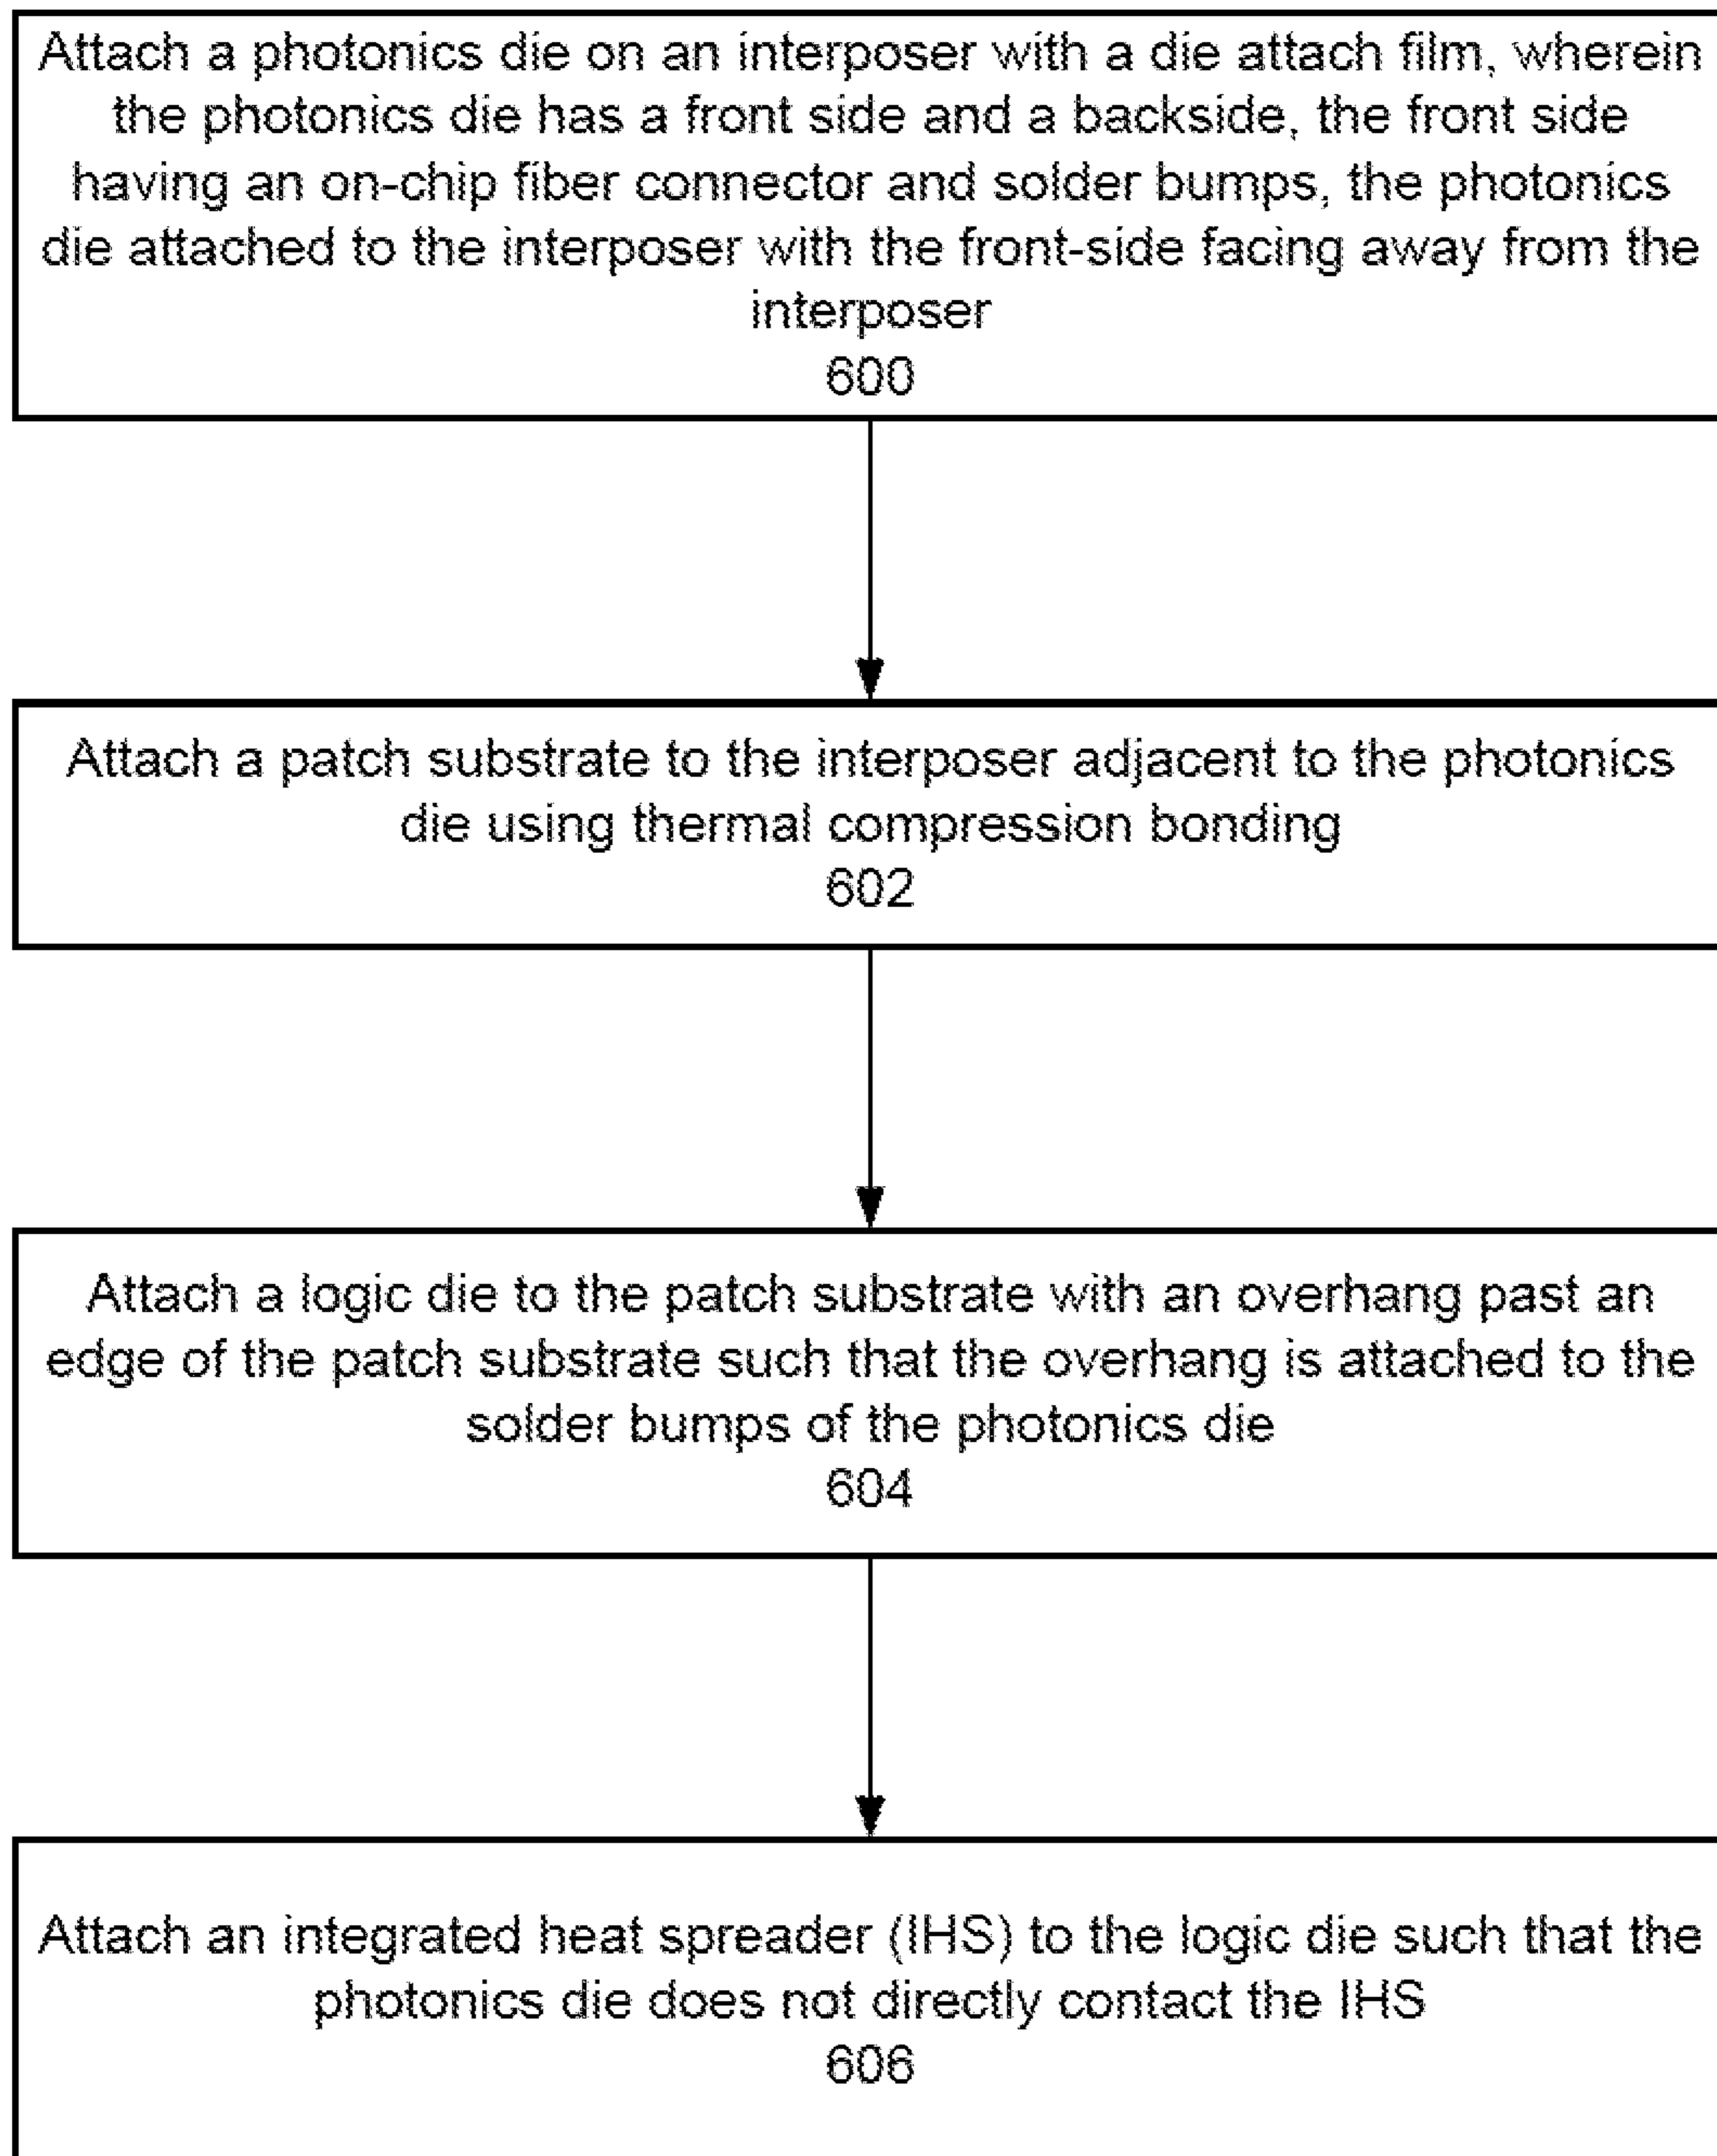 Attach a photonics die on an interposer with a die attach film, wherein
the photonics die has a front side and a backside, the front side
having an on-chip fiber connector and solder bumps, the photonics
die attached to the interposer with the front-side facing away from the
interposer
600
Attach a patch substrate to the interposer adjacent to the photonics
die using thermal compression bonding
602
Attach a logic die to the patch substrate with an overhang past an
edge of the patch substrate such that the overhang is attached to the
solder bumps of the photonics die
604
Attach an integrated heat spreader (IHS) to the logic die such that the
photonics die does not directly contact the IHS
606